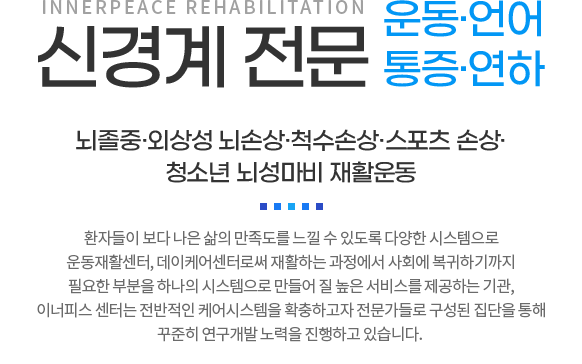 INNERPEACE REHABILITATION
신경계 전문
운동·언어
통증·연하
뇌졸중·외상성 뇌손상·척수손상·스포츠 손상·
청소년 뇌성마비 재활운동
환자들이 보다 나은 삶의 만족도를 느낄 수 있도록 다양한 시스템으로
운동재활센터, 데이케어센터로써 재활하는 과정에서 사회에 복귀하기까지
필요한 부분을 하나의 시스템으로 만들어 질 높은 서비스를 제공하는 기관,
이너피스 센터는 전반적인 케어시스템을 확충하고자 전문가들로 구성된 집단을 통해
꾸준히 연구개발 노력을 진행하고 있습니다.